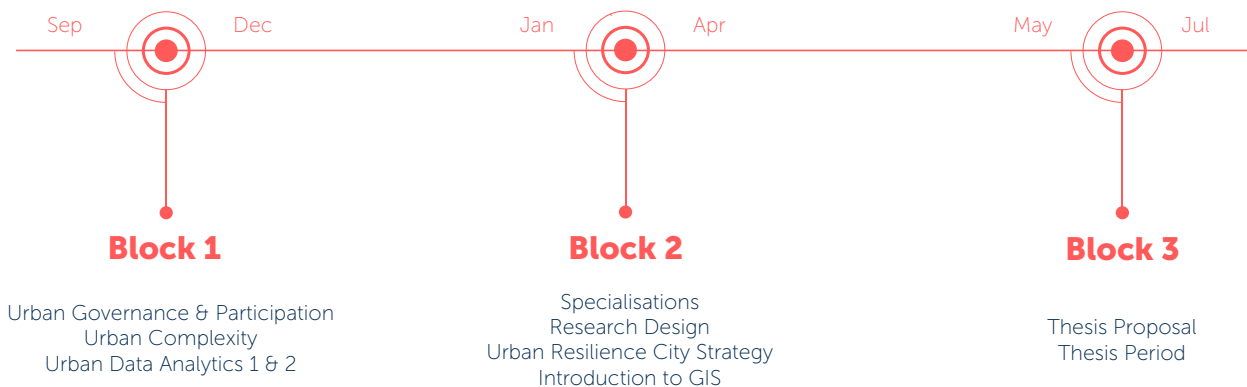 Sep
Dec
Jan
Apr
May
Jul
Block 1
Urban Governance & Participation
Urban Complexity
Urban Data Analytics 1 & 2
Block 2
Specialisations
Research Design
Urban Resilience City Strategy
Introduction to GIS
Block 3
Thesis Proposal
Thesis Period